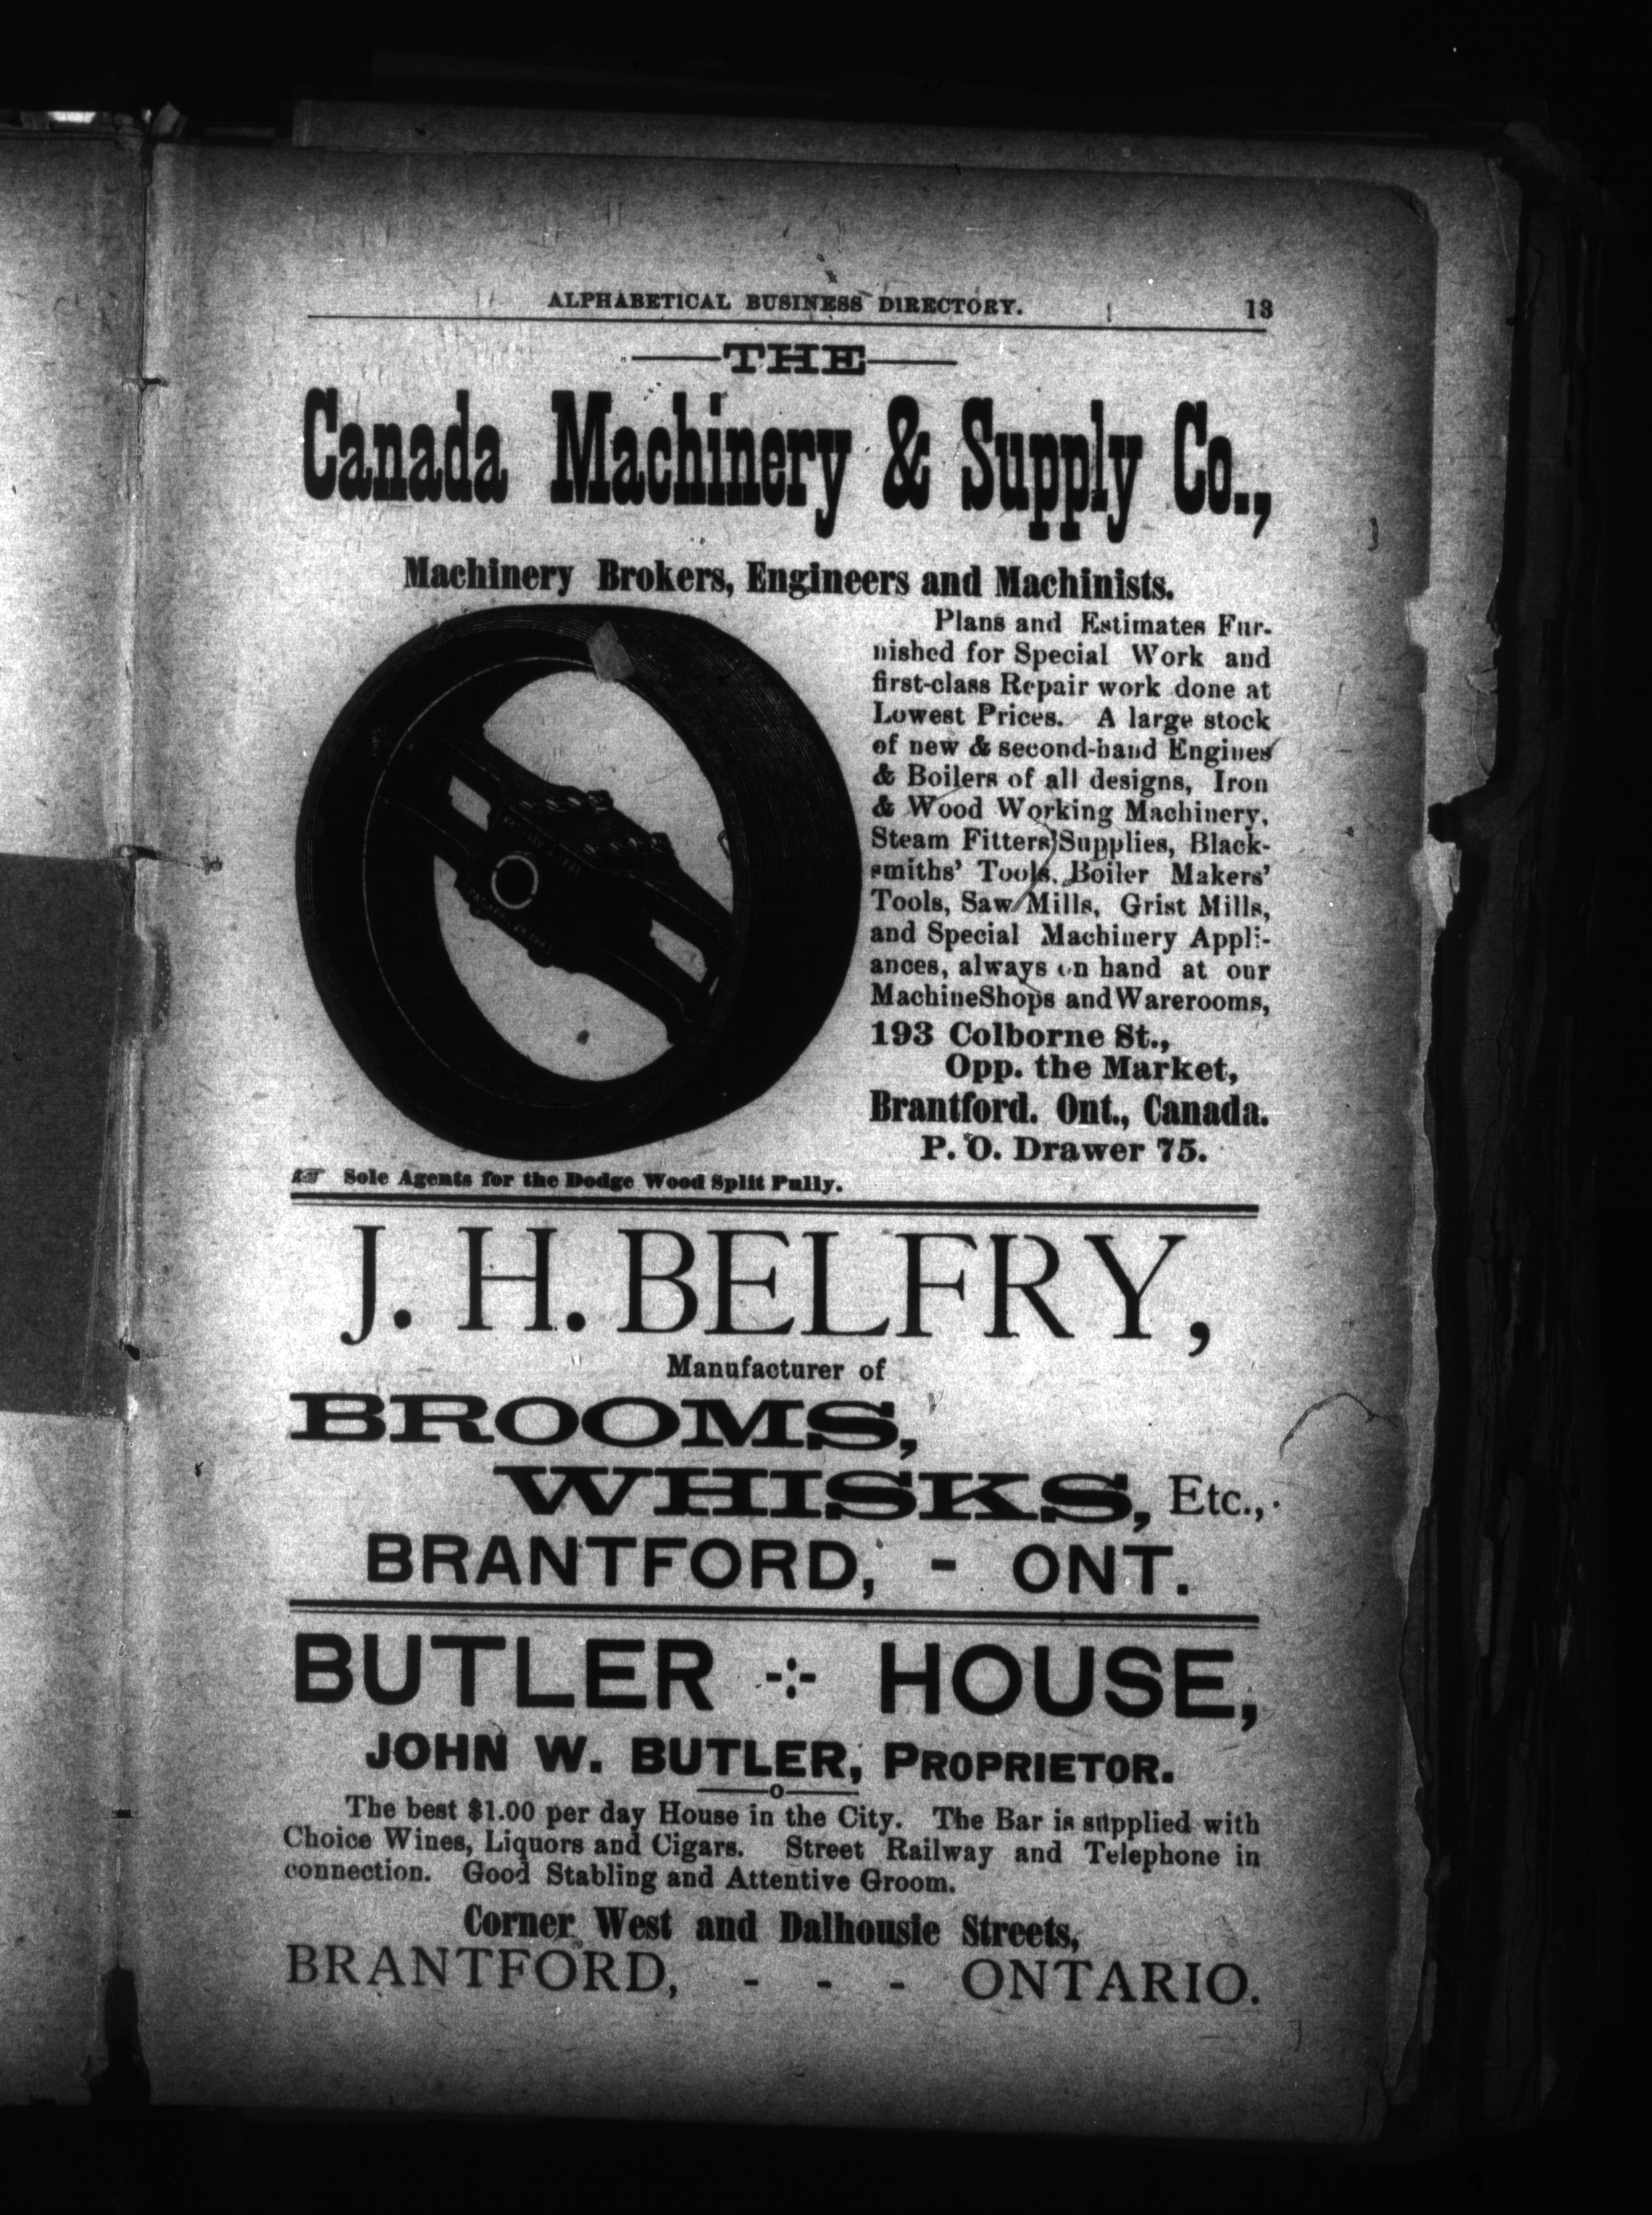 ALPHABETICAL BUSINESS DIRECTORY. 13
THE
Canada Machinery & Supply Co.,
Machinery Brokers, Engineers and Machinists.
Plans and Estimates Fur-
nished for Special Work and
first-class Repair work done at
Lowest Prices. A large stock
of new & second-hand Engines
& Boilers of all designs, Iron
& Wood Working Machinery,
Steam Fitters' Supplies, Black-
smiths' Tools, Boiler Makers'
Tools, Saw Mills, Grist Mills,
and Special Machinery Appli-
ances, always on hand at our
MachineShops and Warerooms,
193 Colborne St.,
Opp. the Market,
Brantford. Ont., Canada.
P. O. Drawer 75.
☞ Sole Agents for the Dodge Wood Split Pully.
J. H. BELFRY,
Manufacturer of
BROOMS,
WHISKS, Etc.,
BRANTFORD, - ONT.
BUTLER HOUSE,
JOHN W. BUTLER, PROPRIETOR.
The best $1.00 per day House in the City. The Bar is supplied with
Choice Wines, Liquors and Cigars. Street Railway and Telephone in
connection. Good Stabling and Attentive Groom.
Corner West and Dalhousie Streets,
BRANTFORD, - - - ONTARIO.